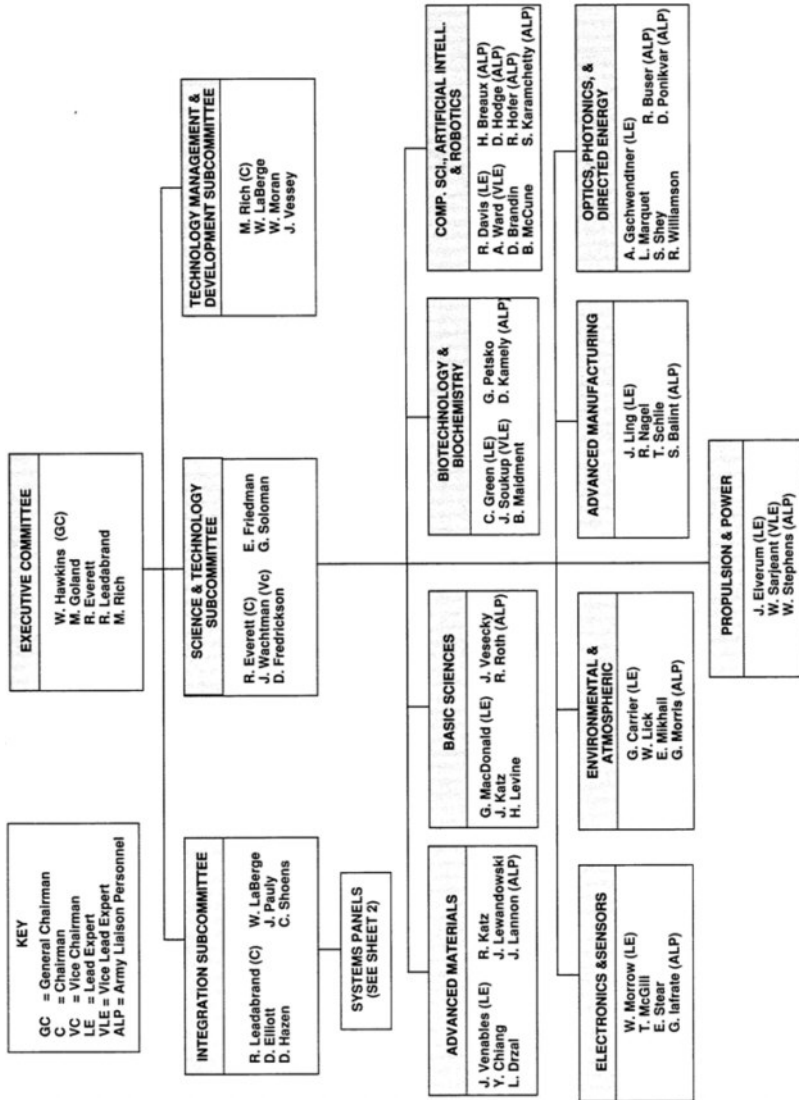 KEY
GC = General Chairman
C = Chairman
VC = Vice Chairman
LE = Lead Expert
VLE = Vice Lead Expert
ALP = Army Liaison Personnel
EXECUTIVE COMMITTEE
W. Hawkins (GC)
M. Goland
R. Everett
R. Leadabrand
M. Rich
INTEGRATION SUBCOMMITTEE
R. Leadabrand (C) W. LaBerge
D. Elliott J. Pauly
D. Hazen C. Shoens
SYSTEMS PANELS
(SEE SHEET 2)
SCIENCE & TECHNOLOGY
SUBCOMMITTEE
R. Everett (C) E. Friedman
J. Wachtman (Vc) G. Soloman
D. Fredrickson
TECHNOLOGY MANAGEMENT &
DEVELOPMENT SUBCOMMITTEE
M. Rich (C)
W. LaBerge
W. Moran
J. Vessey
ADVANCED MATERIALS
J. Venables (LE) R. Katz
Y. Chiang J. Lewandowski
L. Drzal J. Lannon (ALP)
BASIC SCIENCES
G. MacDonald (LE) J. Vesecky
J. Katz R. Roth (ALP)
H. Levine
BIOTECHNOLOGY &
BIOCHEMISTRY
C. Green (LE) G. Petsko
J. Soukup (VLE) D. Kamely (ALP)
B. Maidment
COMP. SCI., ARTIFICIAL INTELL.
& ROBOTICS
R. Davis (LE) H. Breaux (ALP)
A. Ward (VLE) D. Hodge (ALP)
D. Brandin R. Hofer (ALP)
B. McCune S. Karamchetty (ALP)
ELECTRONICS &SENSORS
W. Morrow (LE)
T. McGill
E. Stear
G. Iafrate (ALP)
ENVIRONMENTAL &
ATMOSPHERIC
G. Carrier (LE)
W. Lick
E. Mikhail
G. Morris (ALP)
ADVANCED MANUFACTURING
J. Ling (LE)
R. Nagel
T. Schlie
S. Balint (ALP)
OPTICS, PHOTONICS, &
DIRECTED ENERGY
A. Gschwendtner (LE)
L. Marquet
S. Shey R. Buser (ALP)
R. Williamson D. Ponikvar (ALP)
PROPULSION & POWER
J. Elverum (LE)
W. Sarjeant (VLE)
W. Stephens (ALP)